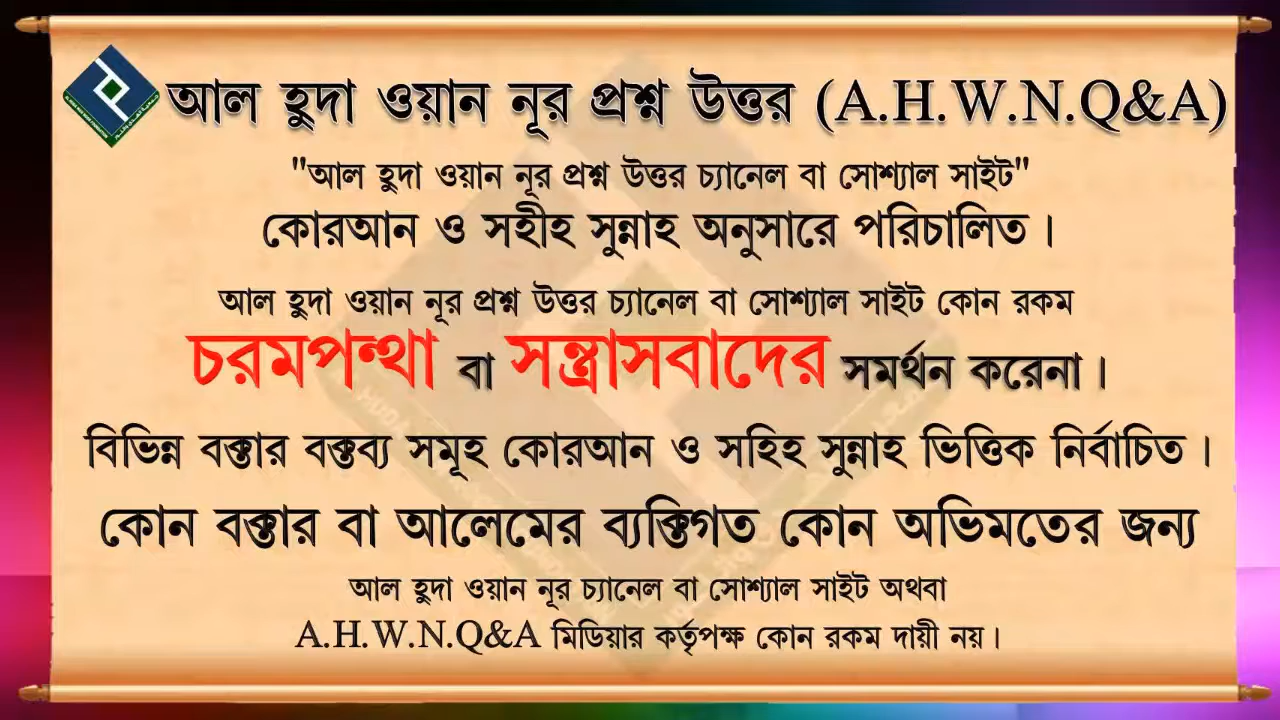 আল হুদা ওয়ান নূর প্রশ্ন উত্তর (A.H.W.N.Q&A)
"আল হুদা ওয়ান নূর প্রশ্ন উত্তর চ্যানেল বা সোশ্যাল সাইট"
কোরআন ও সহীহ সুন্নাহ অনুসারে পরিচালিত।
আল হুদা ওয়ান নূর প্রশ্ন উত্তর চ্যানেল বা সোশ্যাল সাইট কোন রকম
চরমপন্থা বা সন্ত্রাসবাদের সমর্থন করেনা।
বিভিন্ন বক্তার বক্তব্য সমূহ কোরআন ও সহিহ সুন্নাহ ভিত্তিক নির্বাচিত।
কোন বক্তার বা আলেমের ব্যক্তিগত কোন অভিমতের জন্য
আল হুদা ওয়ান নূর চ্যানেল বা সোশ্যাল সাইট অথবা
A.H.W.N.Q&A মিডিয়ার কর্তৃপক্ষ কোন রকম দায়ী নয়।